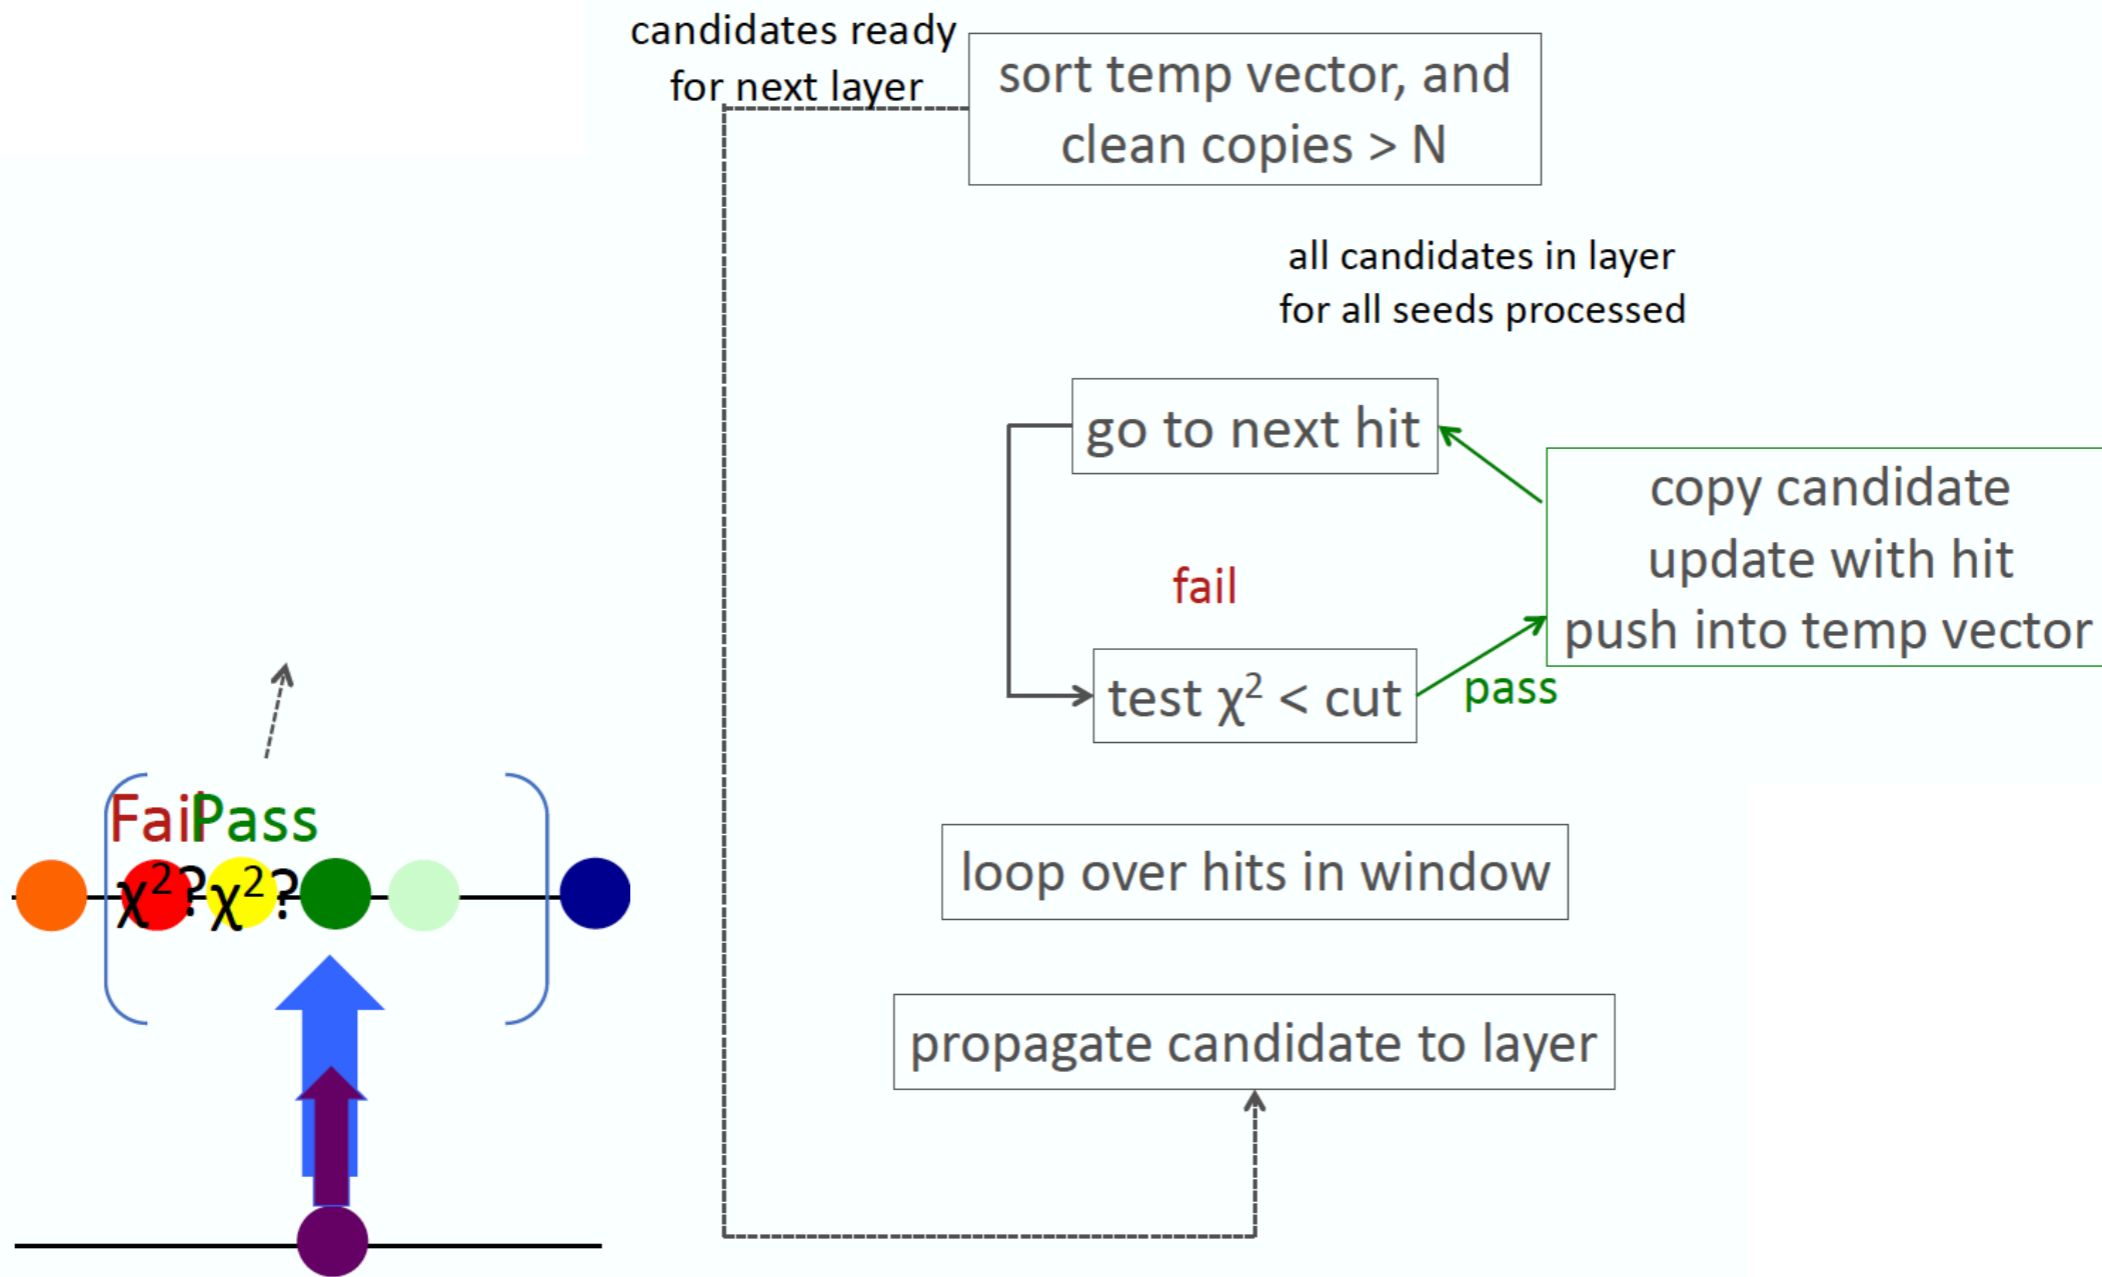 candidates ready
for next layer
sort temp vector, and
clean copies > N
all candidates in layer
for all seeds processed
go to next hit
copy candidate
update with hit
push into temp vector
fail
test χ² < cut
pass
Fail
Pass
χ²?
χ²?
loop over hits in window
propagate candidate to layer